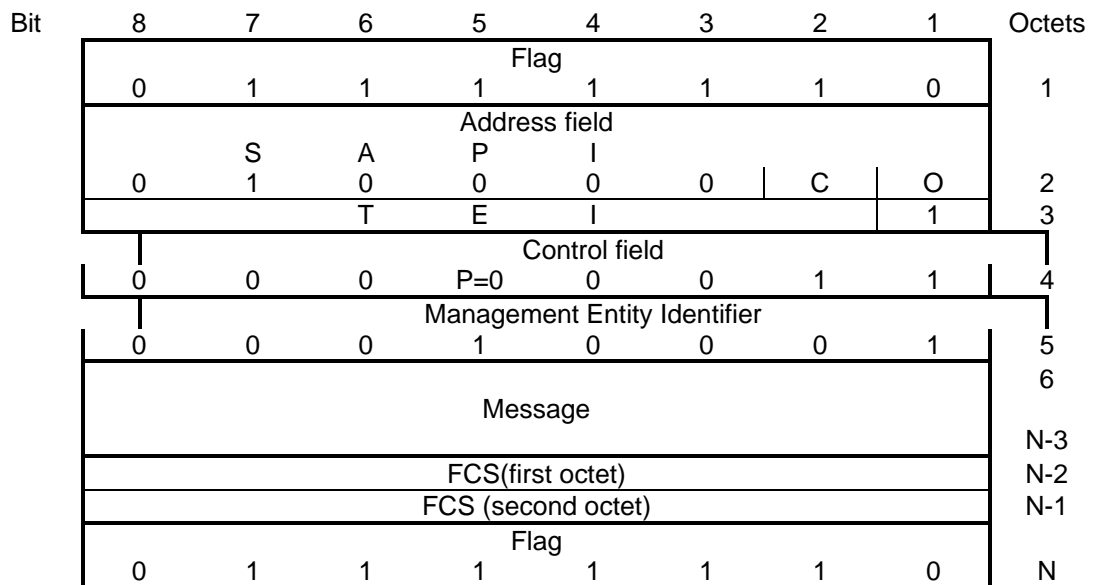 Bit 8 7 6 5 4 3 2 1 Octets
Flag
0 1 1 1 1 1 1 0 1
Address field
S A P I
0 1 0 0 0 0 C O 2
T E I 1 3
Control field
0 0 0 P=0 0 0 1 1 4
Management Entity Identifier
0 0 0 1 0 0 0 1 5
6
Message
N-3
FCS(first octet) N-2
FCS (second octet) N-1
Flag
0 1 1 1 1 1 1 0 N